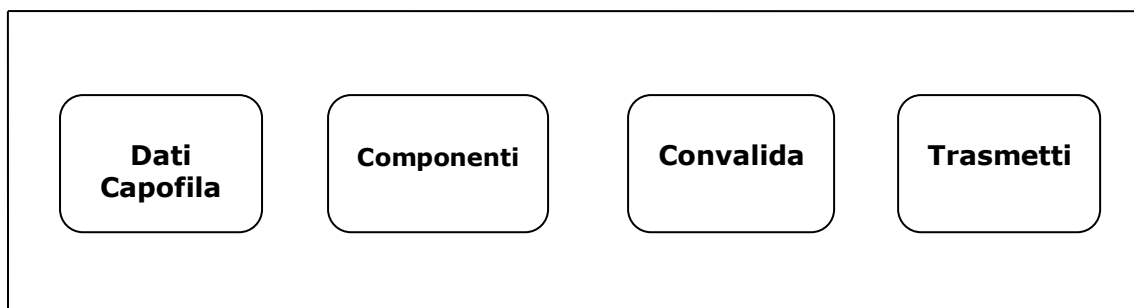 Dati
Capofila
Componenti
Convalida
Trasmetti